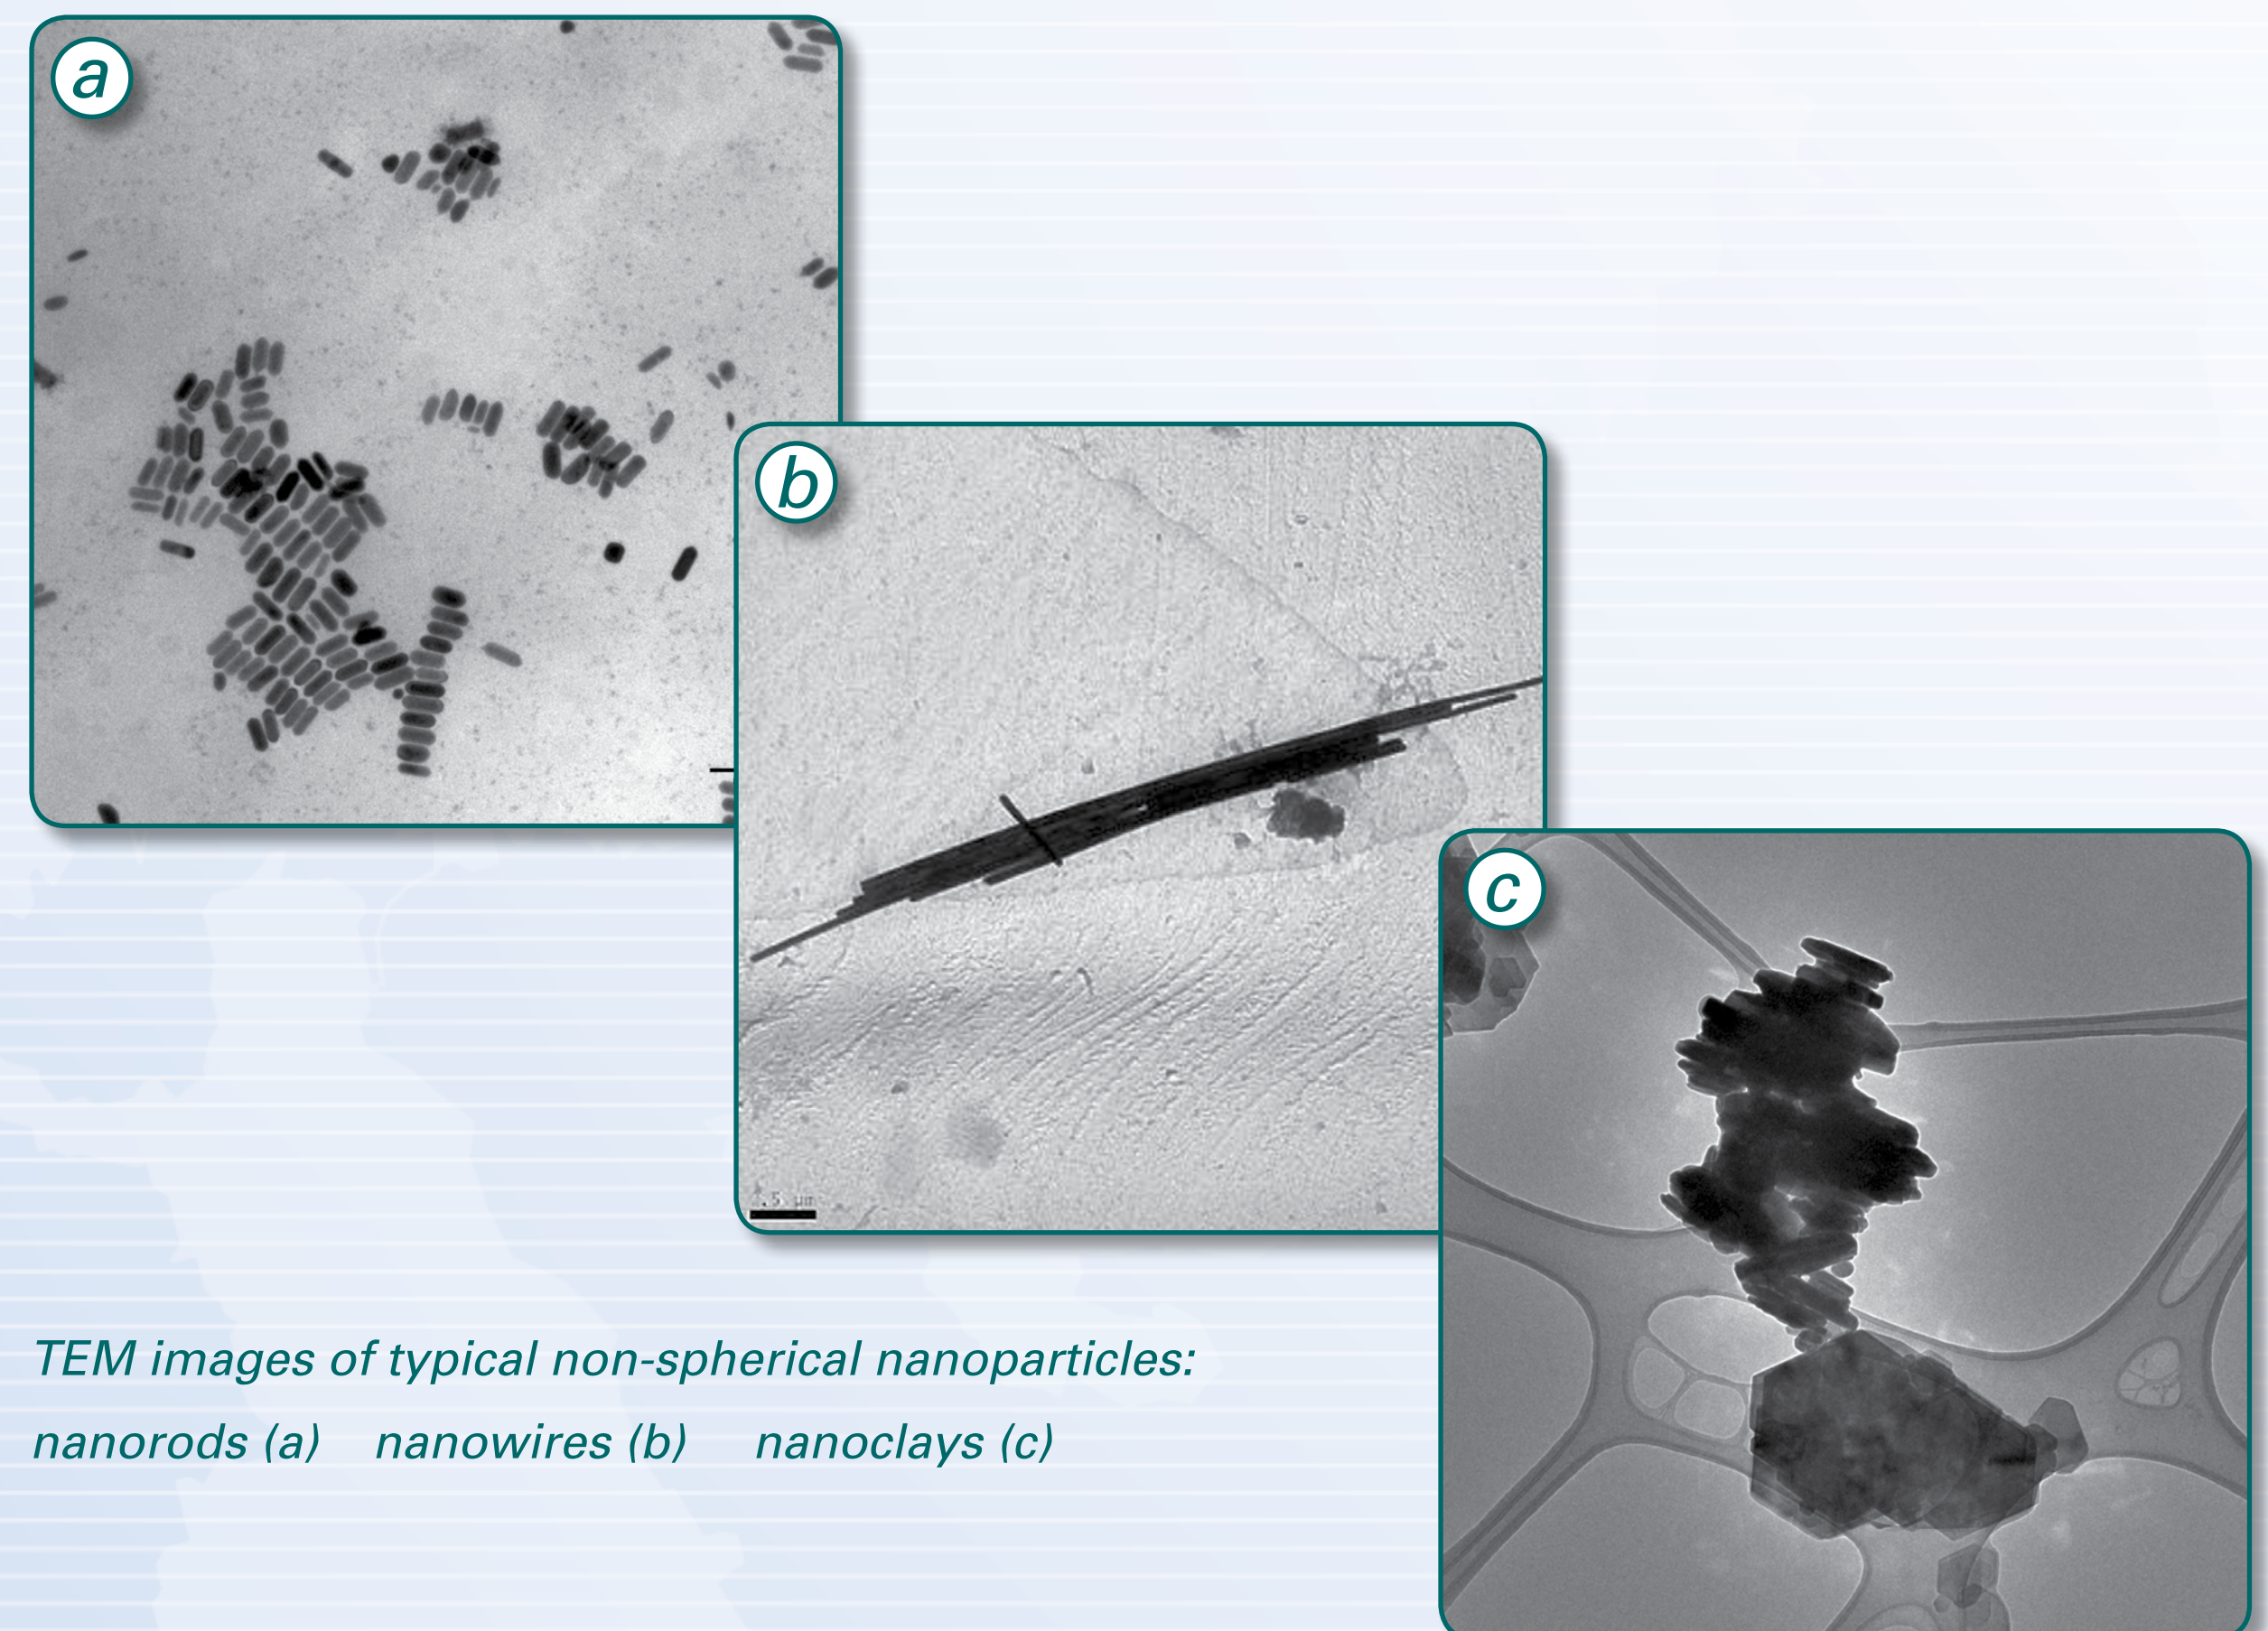 a
b
c
TEM images of typical non-spherical nanoparticles:
nanorods (a) nanowires (b) nanoclays (c)